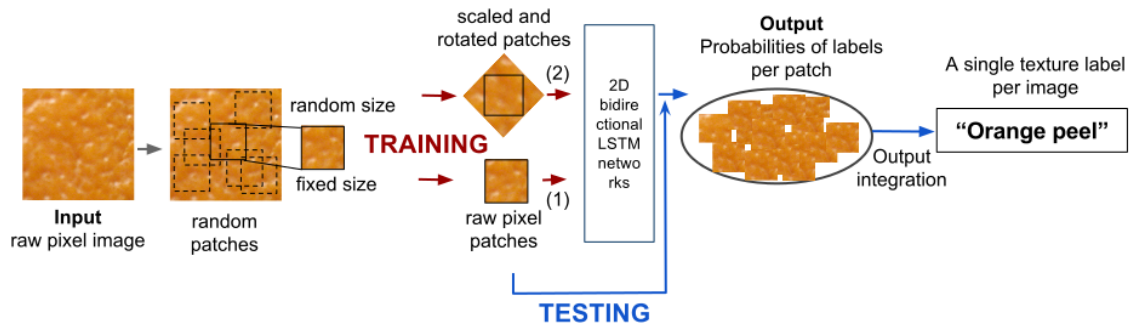 Input
raw pixel image
random
patches
random size
fixed size
TRAINING
scaled and
rotated patches
(2)
(1)
raw pixel
patches
2D
bidire
ctional
LSTM
netwo
rks
TESTING
Output
Probabilities of labels
per patch
Output
integration
A single texture label
per image
“Orange peel”